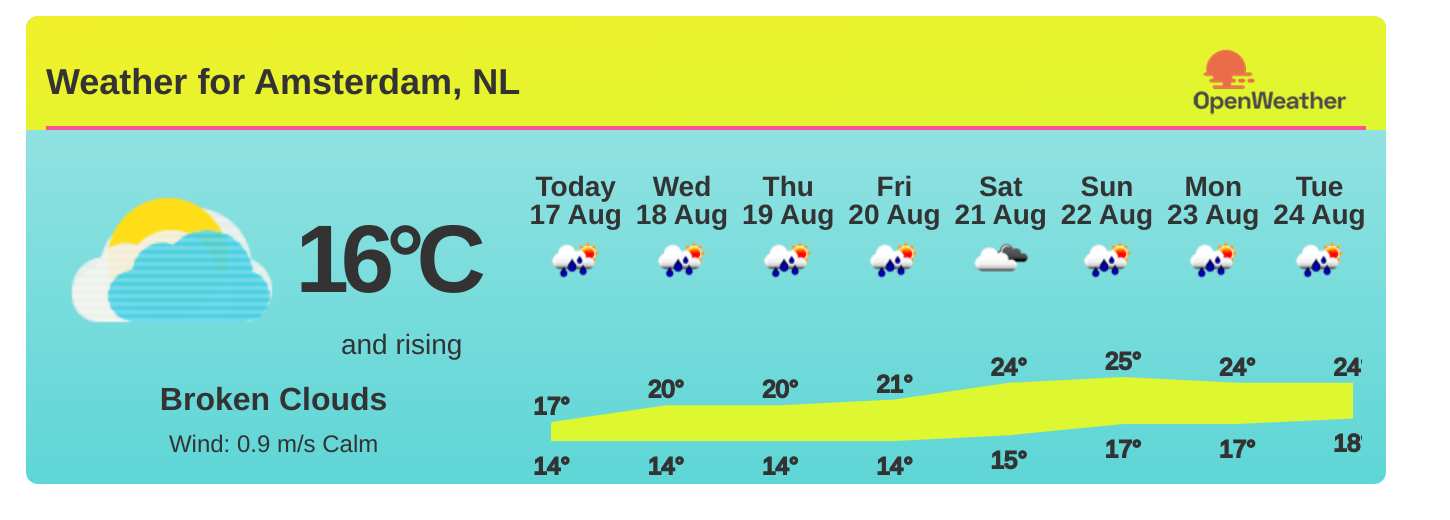 Weather for Amsterdam, NL
OpenWeather
16°C
and rising
Broken Clouds
Wind: 0.9 m/s Calm
Today Wed Thu Fri Sat Sun Mon Tue
17 Aug 18 Aug 19 Aug 20 Aug 21 Aug 22 Aug 23 Aug 24 Aug
17° 20° 20° 21° 24° 25° 24° 24°
14° 14° 14° 14° 15° 17° 17° 18°